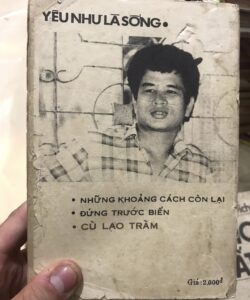 YÊU NHƯ LÀ SỐNG •
• NHỮNG KHOẢNG CÁCH CÒN LẠI
• ĐỨNG TRƯỚC BIỂN
• CÙ LAO TRÀM
Giá: 2.000đ